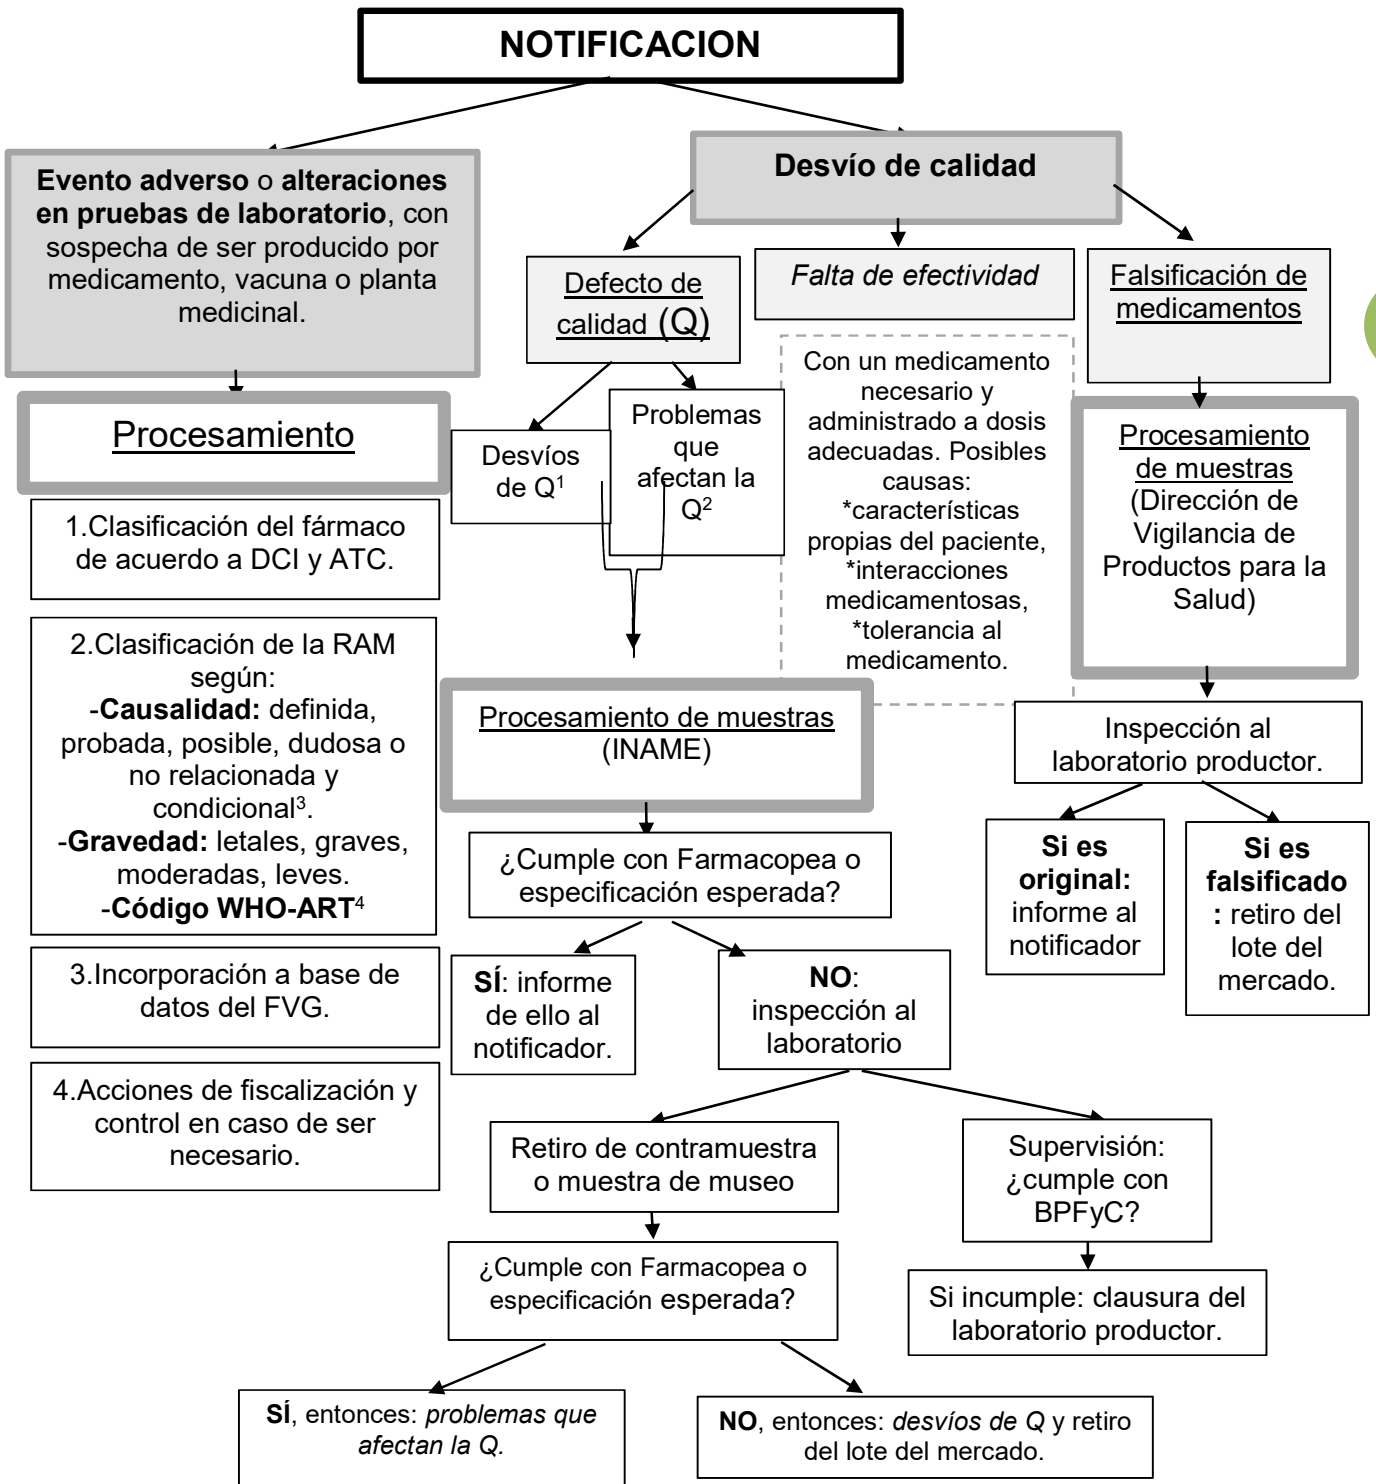 NOTIFICACION
Evento adverso o alteraciones
en pruebas de laboratorio, con
sospecha de ser producido por
medicamento, vacuna o planta
medicinal.
Desvío de calidad
Defecto de
calidad (Q)
Falta de efectividad
Falsificación de
medicamentos
Procesamiento
1.Clasificación del fármaco
de acuerdo a DCI y ATC.
2.Clasificación de la RAM
según:
-Causalidad: definida,
probada, posible, dudosa o
no relacionada y
condicional³.
-Gravedad: letales, graves,
moderadas, leves.
-Código WHO-ART⁴
3.Incorporación a base de
datos del FVG.
4.Acciones de fiscalización y
control en caso de ser
necesario.
Desvíos
de Q¹
Problemas
que
afectan la
Q²
Con un medicamento
necesario y
administrado a dosis
adecuadas. Posibles
causas:
*características
propias del paciente,
*interacciones
medicamentosas,
*tolerancia al
medicamento.
Procesamiento
de muestras
(Dirección de
Vigilancia de
Productos para la
Salud)
Procesamiento de muestras
(INAME)
Inspección al
laboratorio productor.
¿Cumple con Farmacopea o
especificación esperada?
Si es
original:
informe al
notificador
Si es
falsificado
: retiro del
lote del
mercado.
SÍ: informe
de ello al
notificador.
NO:
inspección al
laboratorio
Retiro de contramuestra
o muestra de museo
Supervisión:
¿cumple con
BPFyC?
¿Cumple con Farmacopea o
especificación esperada?
Si incumple: clausura del
laboratorio productor.
SÍ, entonces: problemas que
afectan la Q.
NO, entonces: desvíos de Q y retiro
del lote del mercado.